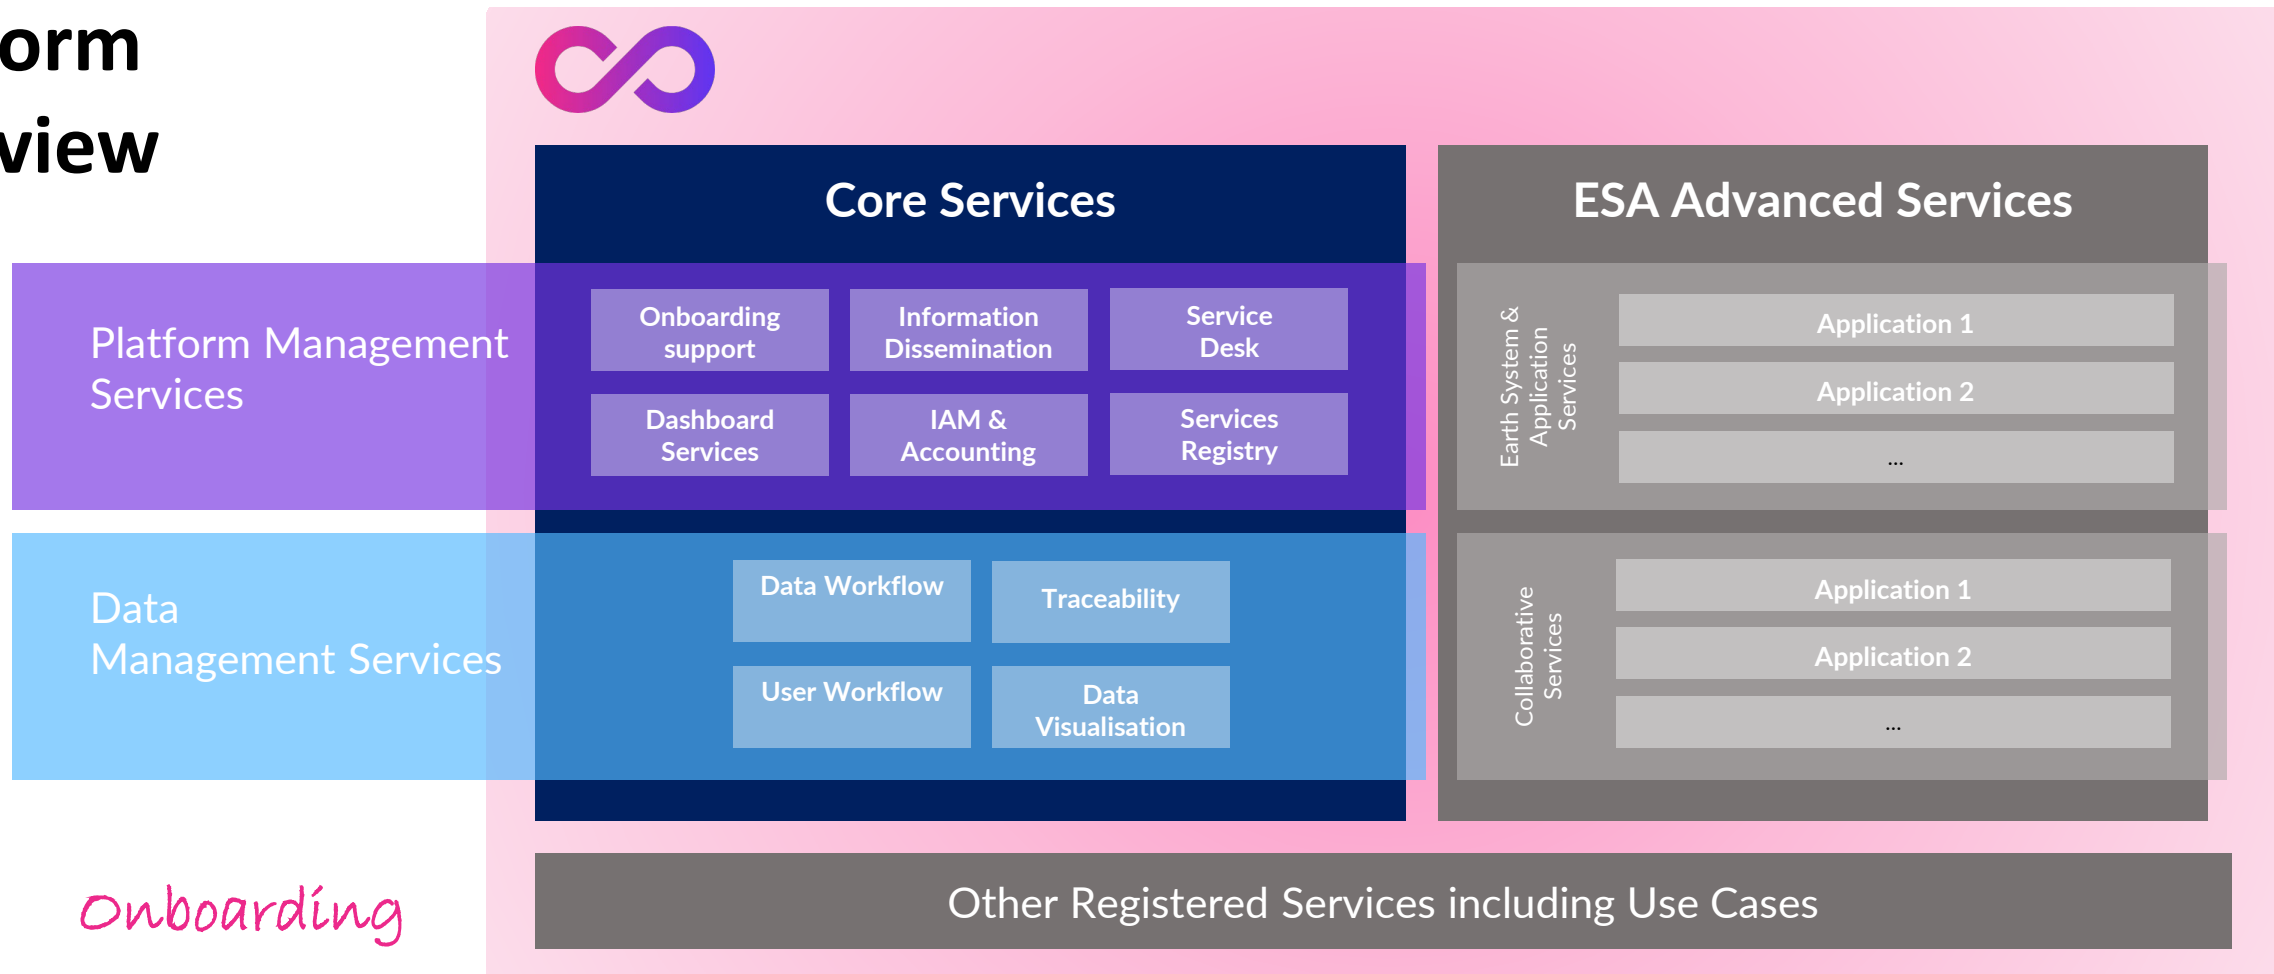 orm
view
Core Services
ESA Advanced Services
Platform Management
Services
Onboarding
support
Information
Dissemination
Service
Desk
Dashboard
Services
IAM &
Accounting
Services
Registry
Earth System &
Application
Services
Application 1
Application 2
...
Data
Management Services
Data Workflow
Traceability
User Workflow
Data
Visualisation
Collaborative
Services
Application 1
Application 2
...
Onboarding
Other Registered Services including Use Cases